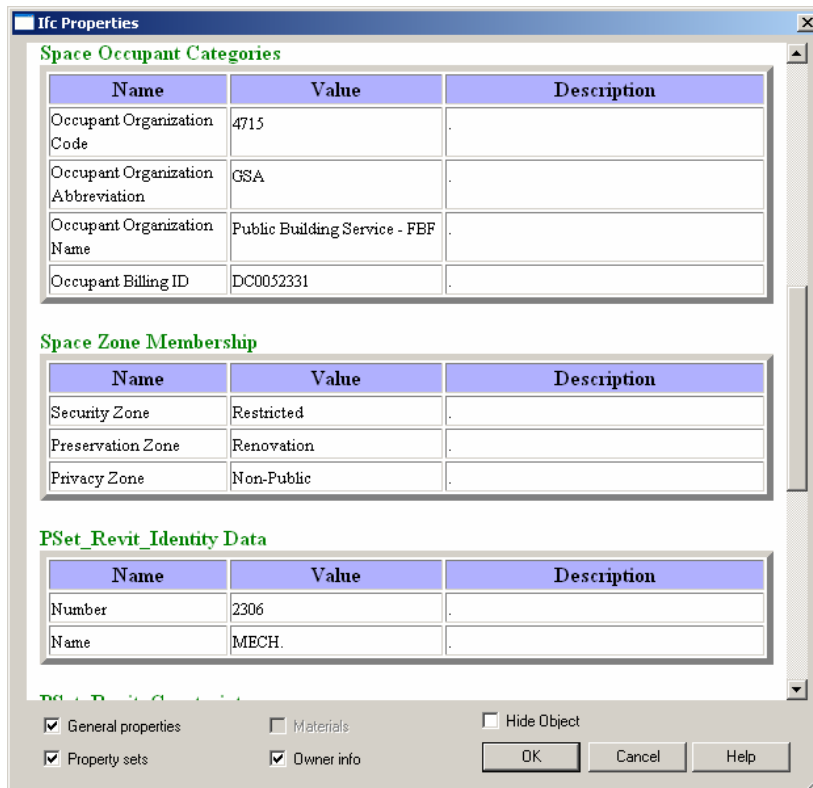 Ifc Properties
Space Occupant Categories
Name Value Description
Occupant Organization Code 4715 .
Occupant Organization Abbreviation GSA .
Occupant Organization Name Public Building Service - FBF .
Occupant Billing ID DC0052331 .
Space Zone Membership
Name Value Description
Security Zone Restricted .
Preservation Zone Renovation .
Privacy Zone Non-Public .
PSet_Revit_Identity Data
Name Value Description
Number 2306 .
Name MECH. .
General properties Materials Hide Object
Property sets Owner info OK Cancel Help